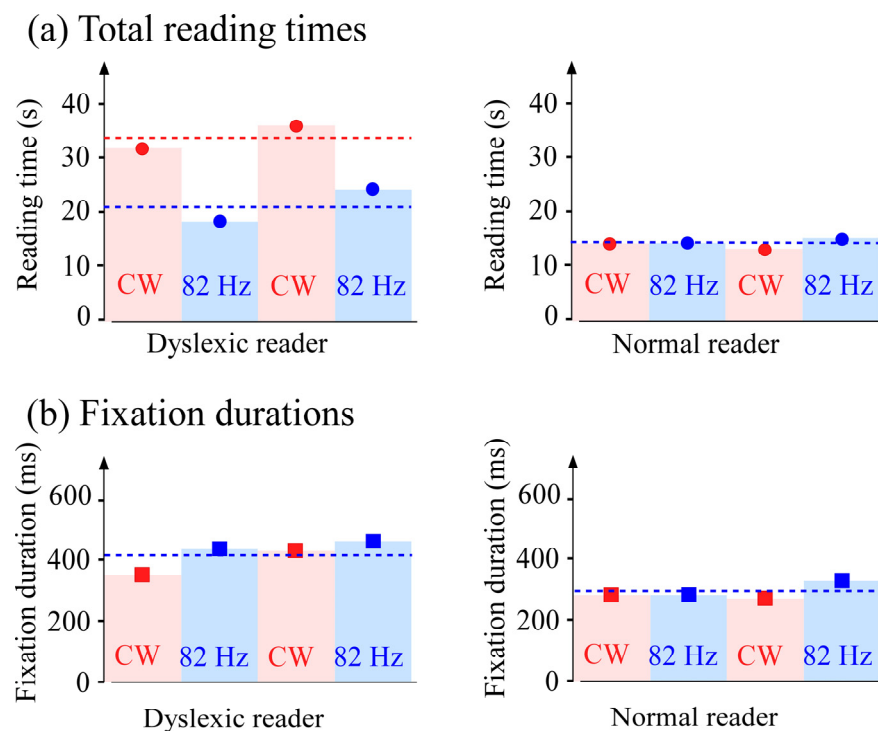 (a) Total reading times
Reading time (s)
40
30
20
10
0
CW
82 Hz
CW
82 Hz
Dyslexic reader
Reading time (s)
40
30
20
10
0
CW
82 Hz
CW
82 Hz
Normal reader
(b) Fixation durations
Fixation duration (ms)
600
400
200
0
CW
82 Hz
CW
82 Hz
Dyslexic reader
Fixation duration (ms)
600
400
200
0
CW
82 Hz
CW
82 Hz
Normal reader